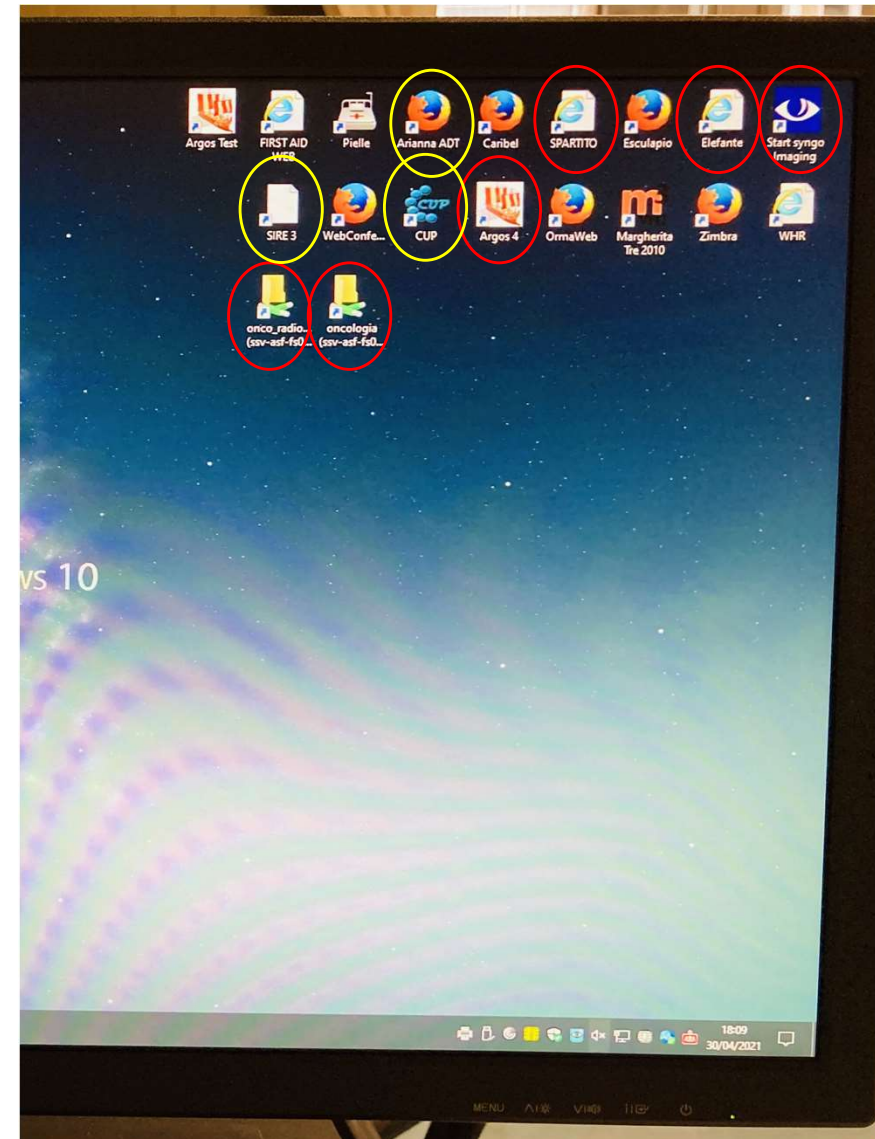 Argos Test FIRST AID WEB Pielle Arianna ADT Caribel SPARTITO Esculapio Elefante Start syngo Imaging
CUP
SIRE 3 WebConfe... CUP Argos 4 OrmaWeb Margherita Tre 2010 Zimbra WHR
onco_radio... (ssv-asf-fs0... oncologia (ssv-asf-fs0...
ws 10
18:09
30/04/2021
MENU